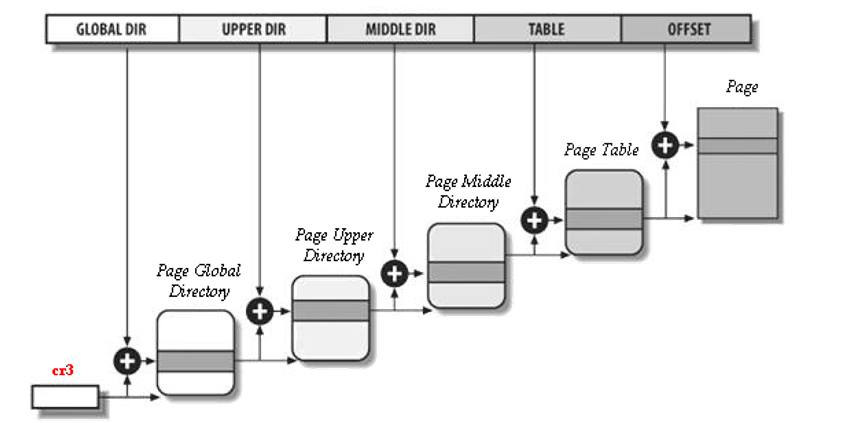 GLOBAL DIR UPPER DIR MIDDLE DIR TABLE OFFSET
Page
Page Table
Page Middle
Directory
Page Upper
Directory
Page Global
Directory
cr3